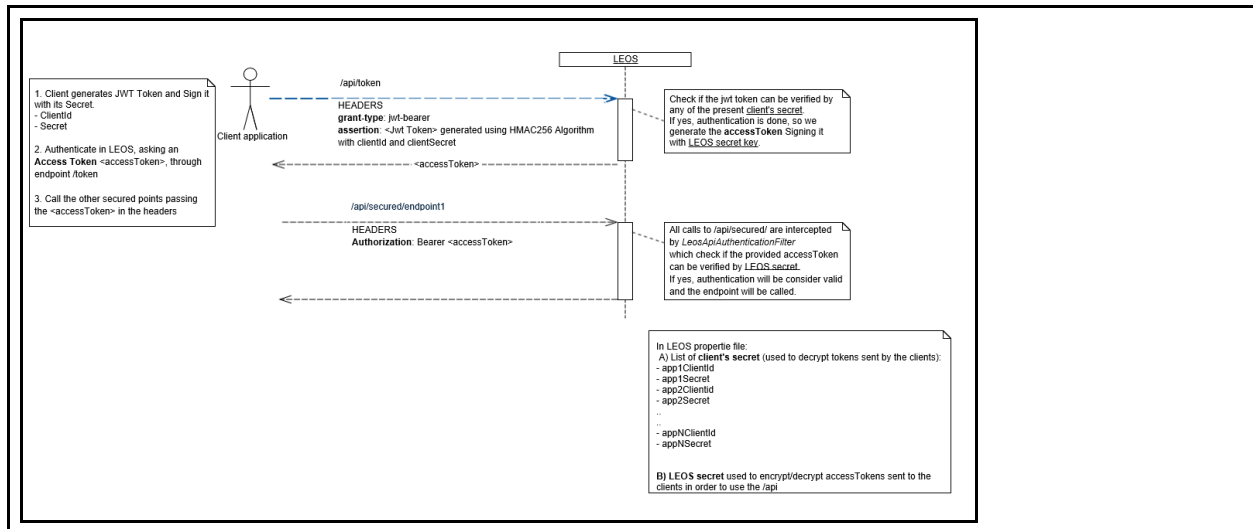 1. Client generates JWT Token and Sign it
with its Secret.
- ClientId
- Secret
2. Authenticate in LEOS, asking an
Access Token <accessToken>, through
endpoint /token
3. Call the other secured points passing
the <accessToken> in the headers
Client application
/api/token
HEADERS
grant-type: jwt-bearer
assertion: <Jwt Token> generated using HMAC256 Algorithm
with clientId and clientSecret
<accessToken>
/api/secured/endpoint1
HEADERS
Authorization: Bearer <accessToken>
LEOS
Check if the jwt token can be verified by
any of the present client's secret.
If yes, authentication is done, so we
generate the accessToken Signing it
with LEOS secret key.
All calls to /api/secured/ are intercepted
by LeosApiAuthenticationFilter
which check if the provided accessToken
can be verified by LEOS secret.
If yes, authentication will be consider valid
and the endpoint will be called.
In LEOS propertie file:
A) List of client's secret (used to decrypt tokens sent by the clients):
- app1ClientId
- app1Secret
- app2Clientid
- app2Secret
..
..
- appNClientId
- appNSecret
B) LEOS secret used to encrypt/decrypt accessTokens sent to the
clients in order to use the /api